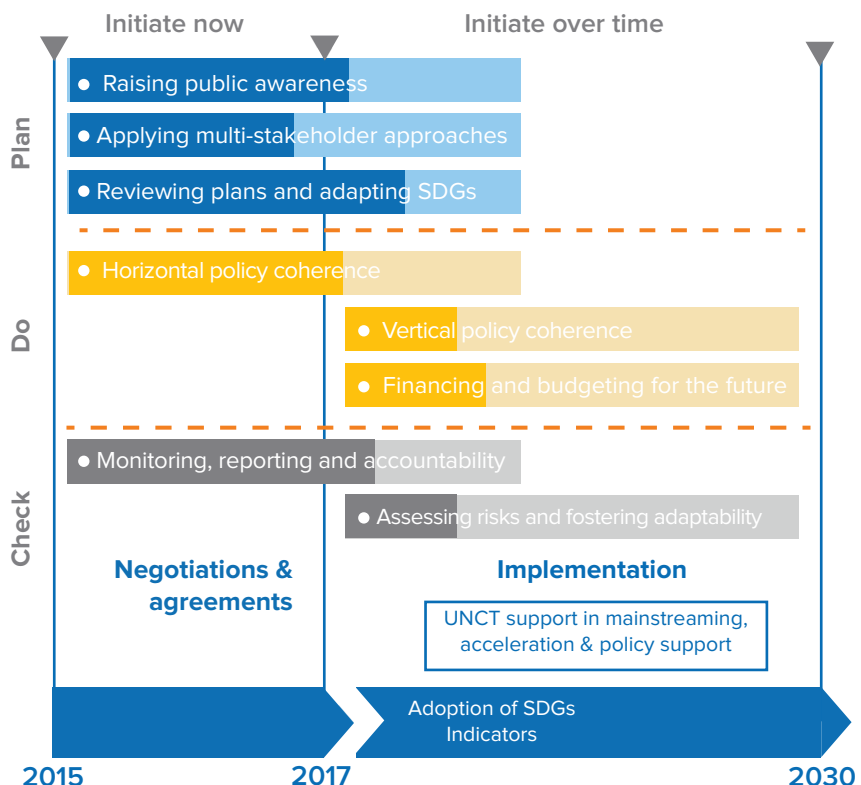 Initiate now
Initiate over time
Plan
Raising public awareness
Applying multi-stakeholder approaches
Reviewing plans and adapting SDGs
Do
Horizontal policy coherence
Vertical policy coherence
Financing and budgeting for the future
Check
Monitoring, reporting and accountability
Assessing risks and fostering adaptability
Negotiations &
agreements
Implementation
UNCT support in mainstreaming,
acceleration & policy support
Adoption of SDGs
Indicators
2015
2017
2030